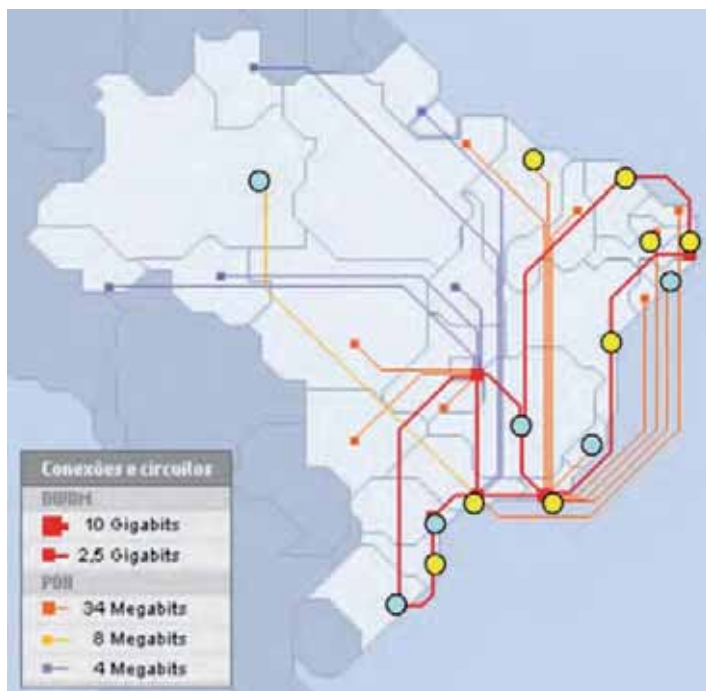 Conexões e circuitos
DWDM
10 Gigabits
2,5 Gigabits
PDH
34 Megabits
8 Megabits
4 Megabits